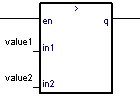 >
en q
value1
in1
value2
in2